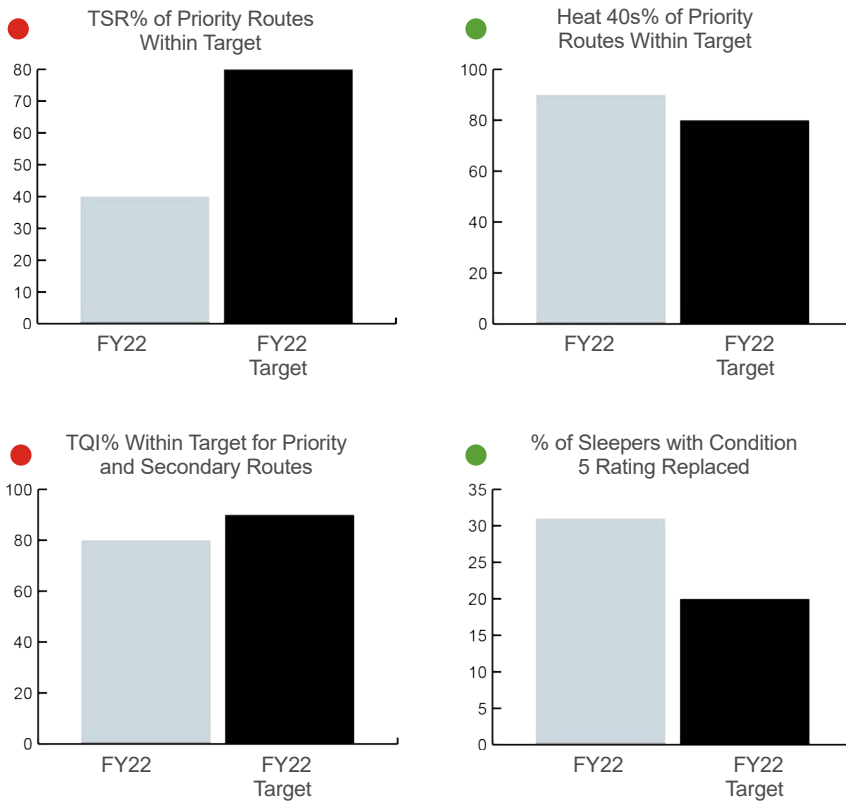 TSR% of Priority Routes
Within Target
80
70
60
50
40
30
20
10
0
FY22
FY22
Target
Heat 40s% of Priority
Routes Within Target
100
80
60
40
20
0
FY22
FY22
Target
TQI% Within Target for Priority
and Secondary Routes
100
80
60
40
20
0
FY22
FY22
Target
% of Sleepers with Condition
5 Rating Replaced
35
30
25
20
15
10
5
0
FY22
FY22
Target